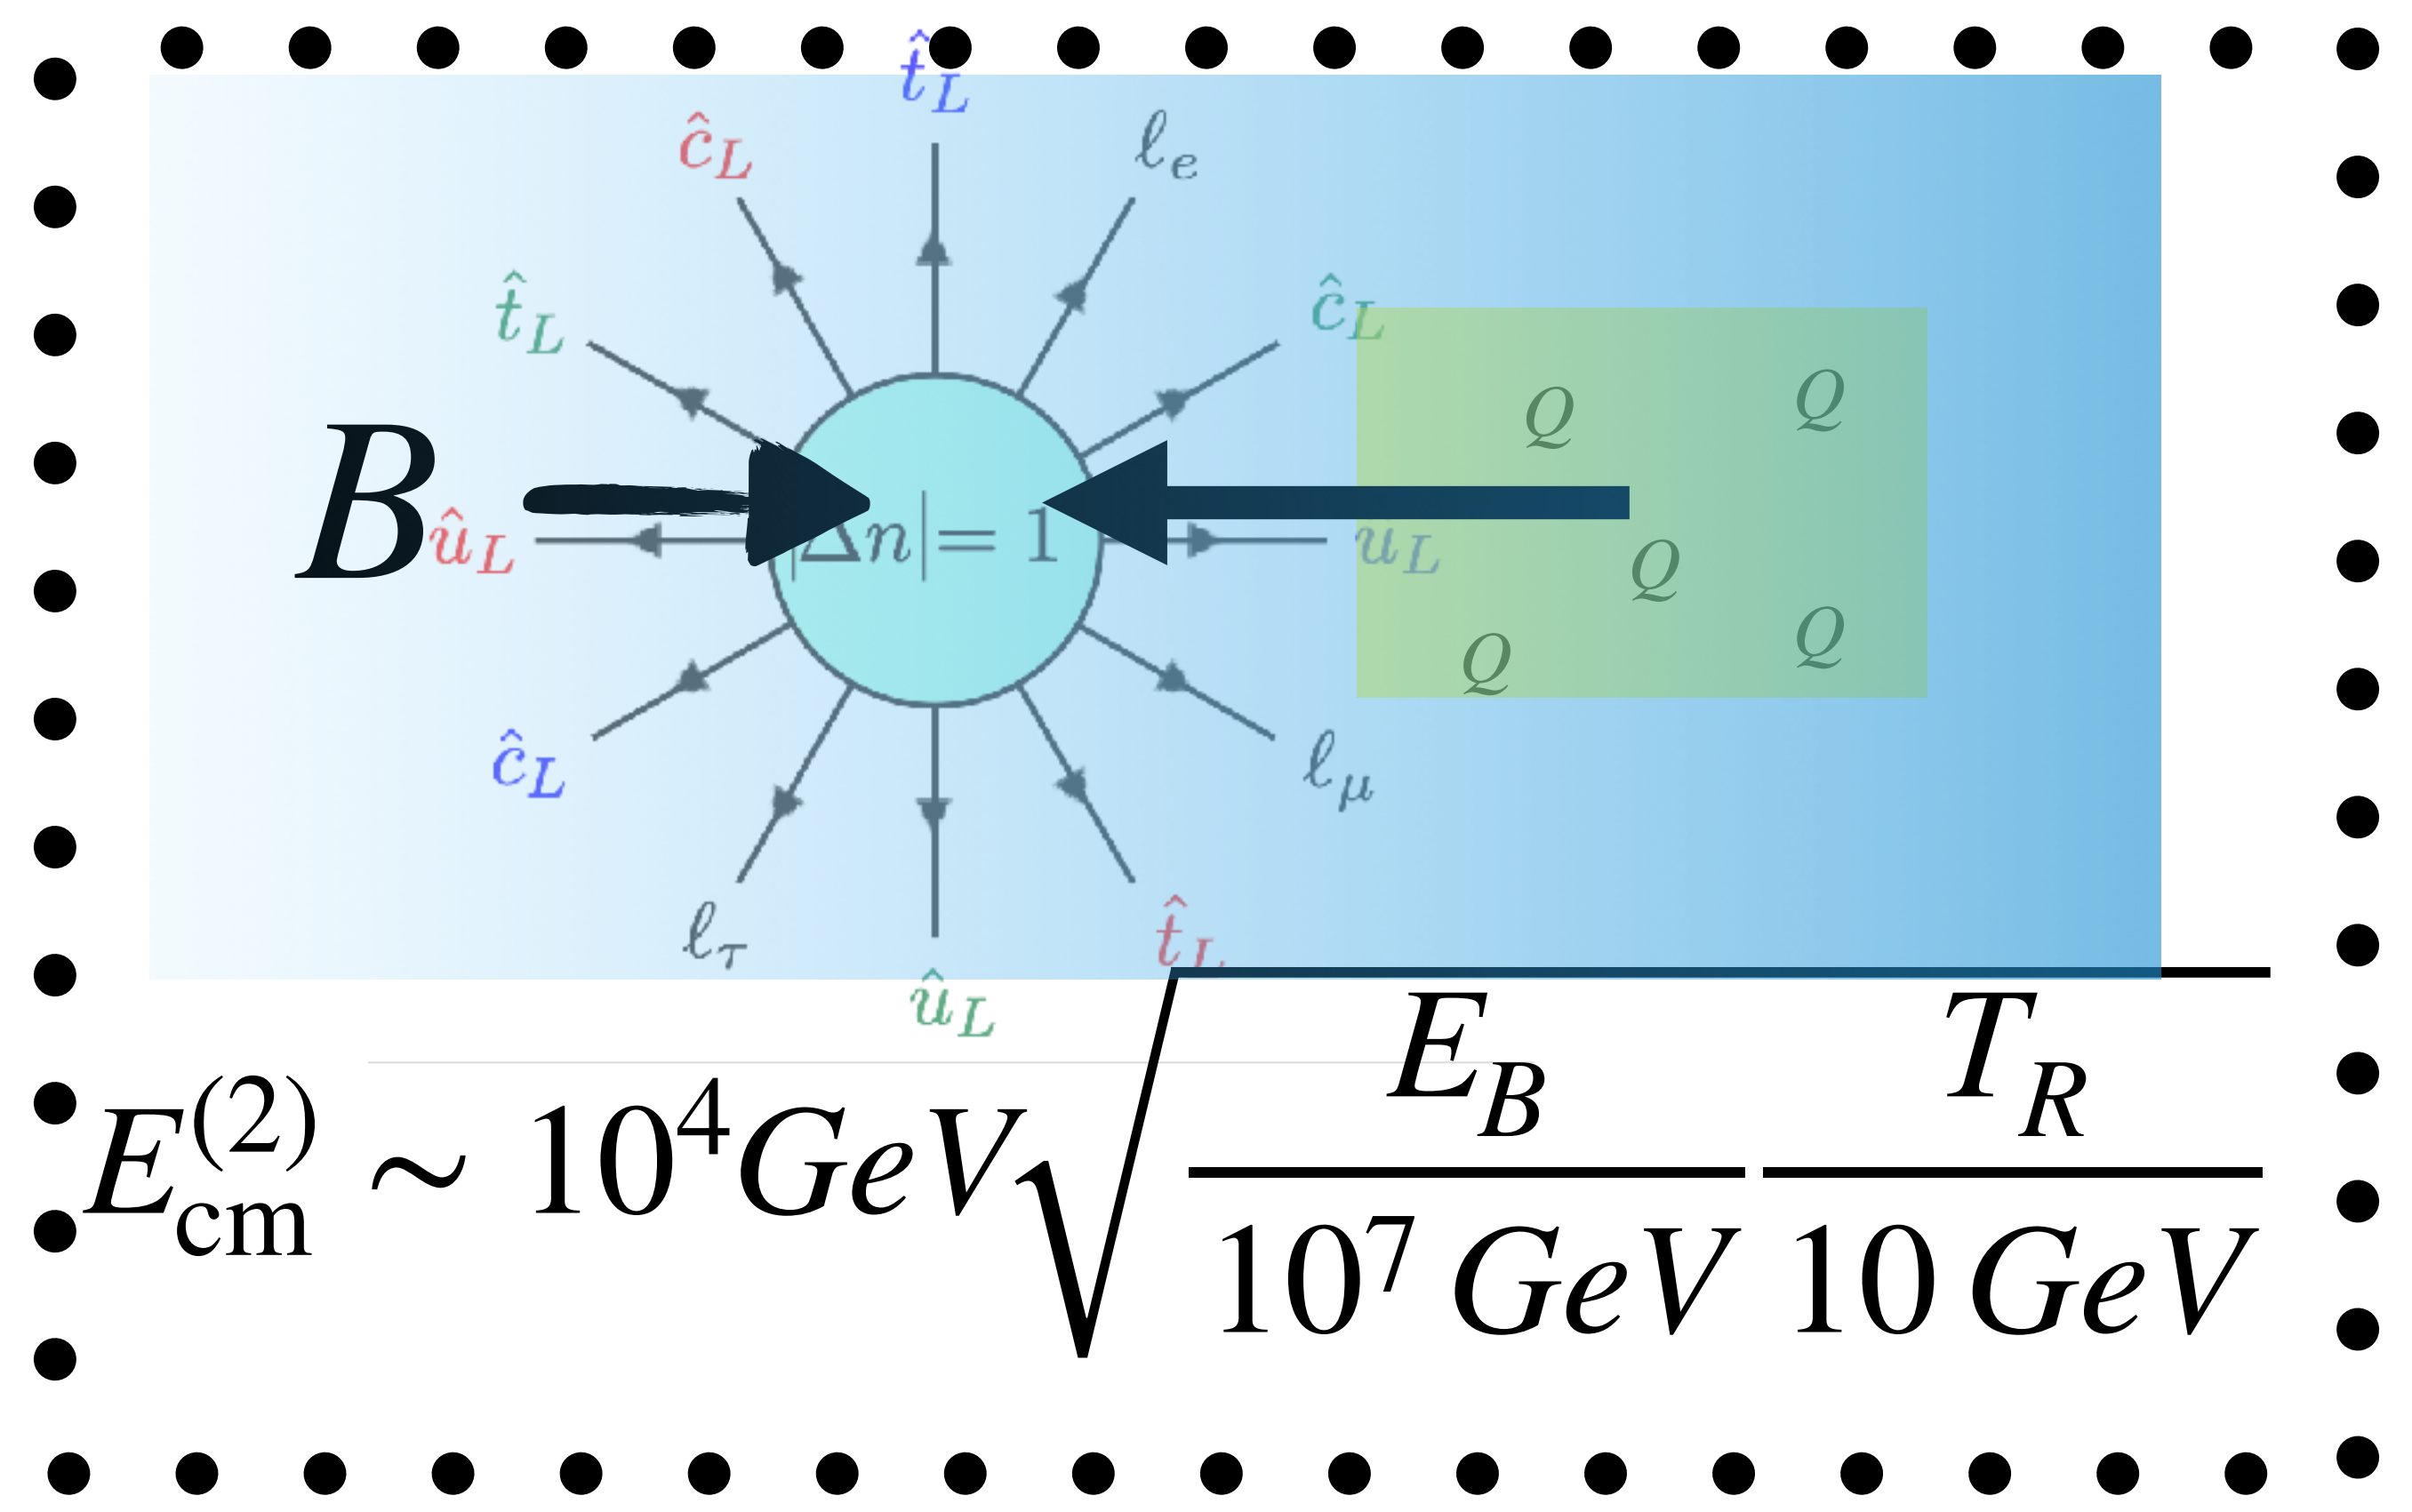 t̂_L
ĉ_L
ℓ_e
t̂_L
ĉ_L
Q
Q
B
û_L
|Δn|= 1
u_L
Q
Q
Q
ĉ_L
ℓ_μ
ℓ_τ
t̂_L
û_L
E_cm^(2) ~ 10^4 GeV √(E_B/10^7 GeV T_R/10 GeV)